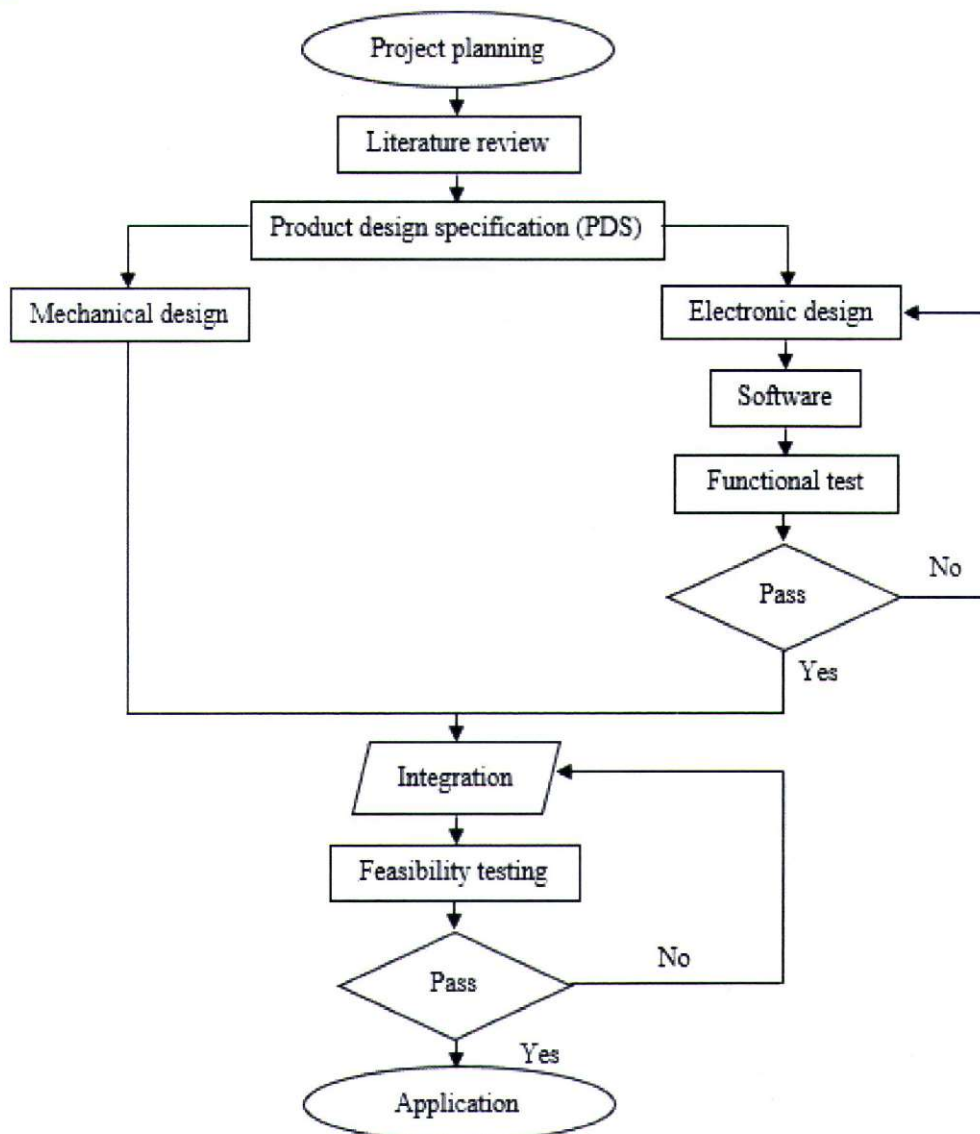 Project planning
Literature review
Product design specification (PDS)
Mechanical design
Electronic design
Software
Functional test
Pass
No
Yes
Integration
Feasibility testing
Pass
No
Yes
Application